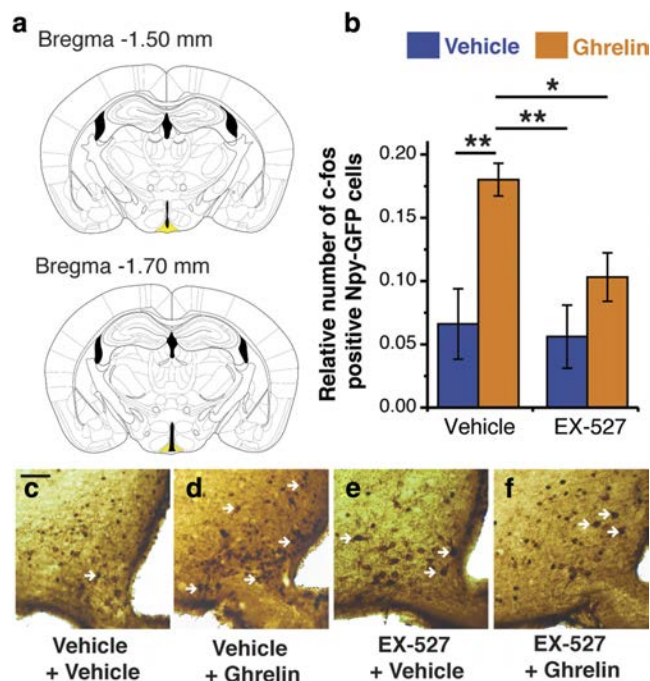 a
Bregma -1.50 mm
Bregma -1.70 mm
b
Vehicle Ghrelin
*
** **
Relative number of c-fos
positive Npy-GFP cells
0.20
0.15
0.10
0.05
0.00
Vehicle EX-527
c d e f
Vehicle
+ Vehicle
Vehicle
+ Ghrelin
EX-527
+ Vehicle
EX-527
+ Ghrelin